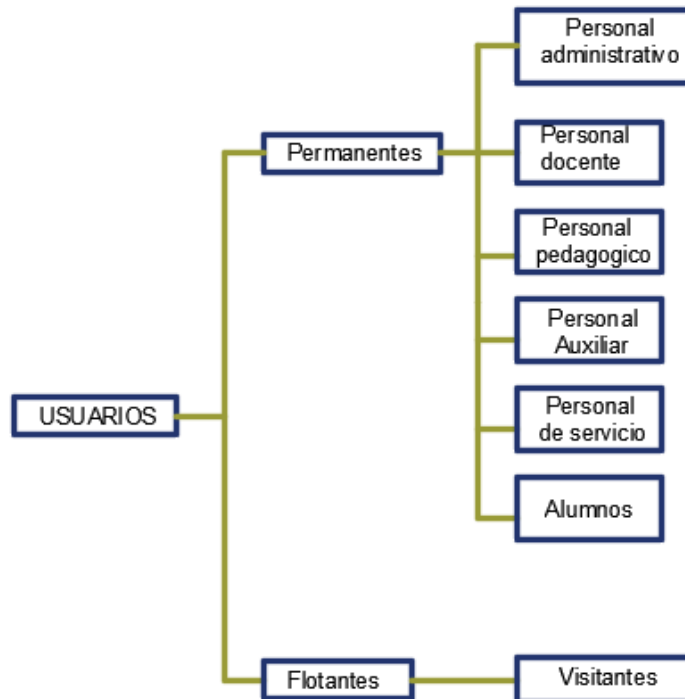 Personal
administrativo
Permanentes
Personal
docente
Personal
pedagogico
Personal
Auxiliar
USUARIOS
Personal
de servicio
Alumnos
Flotantes
Visitantes